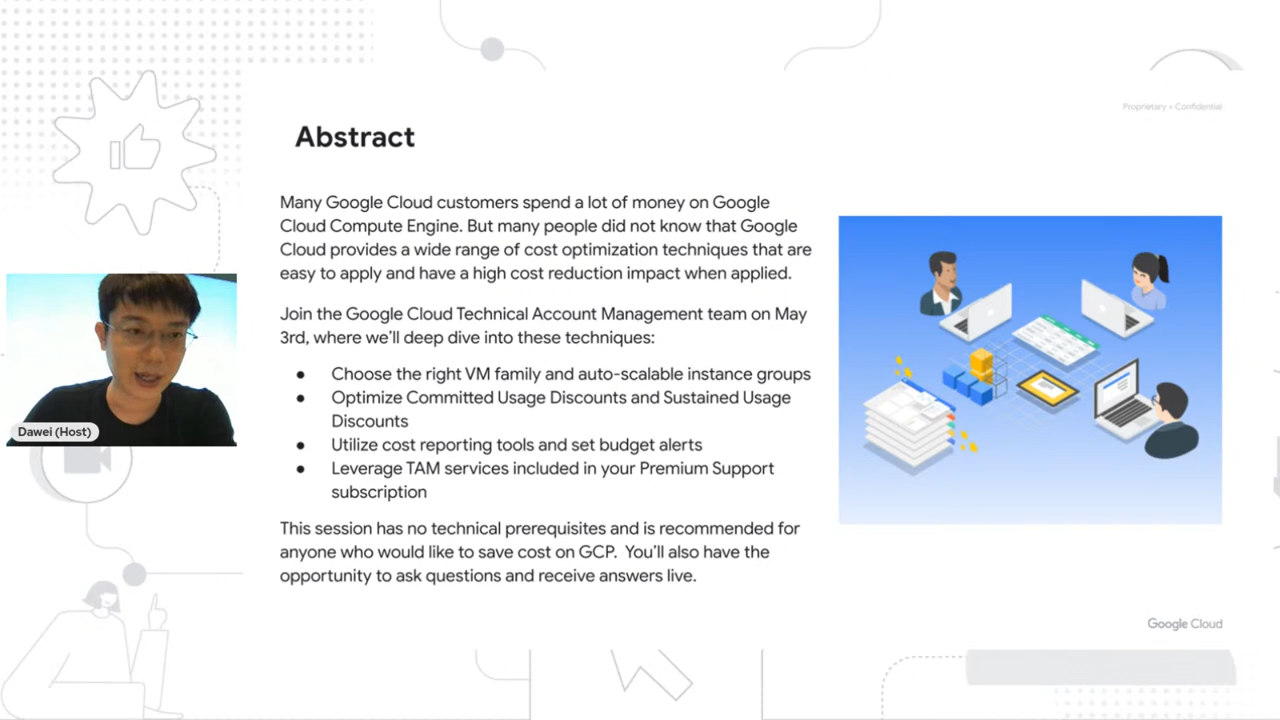 Proprietary + Confidential
Abstract
Many Google Cloud customers spend a lot of money on Google
Cloud Compute Engine. But many people did not know that Google
Cloud provides a wide range of cost optimization techniques that are
easy to apply and have a high cost reduction impact when applied.
Join the Google Cloud Technical Account Management team on May
3rd, where we'll deep dive into these techniques:
● Choose the right VM family and auto-scalable instance groups
● Optimize Committed Usage Discounts and Sustained Usage
Discounts
● Utilize cost reporting tools and set budget alerts
● Leverage TAM services included in your Premium Support
subscription
This session has no technical prerequisites and is recommended for
anyone who would like to save cost on GCP.  You'll also have the
opportunity to ask questions and receive answers live.
Dawei (Host)
Google Cloud